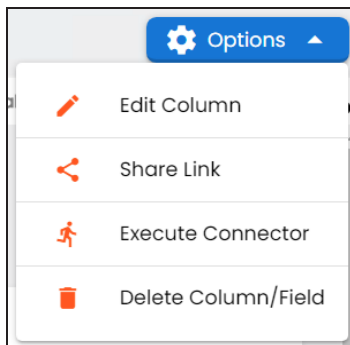 Options
Edit Column
Share Link
Execute Connector
Delete Column/Field